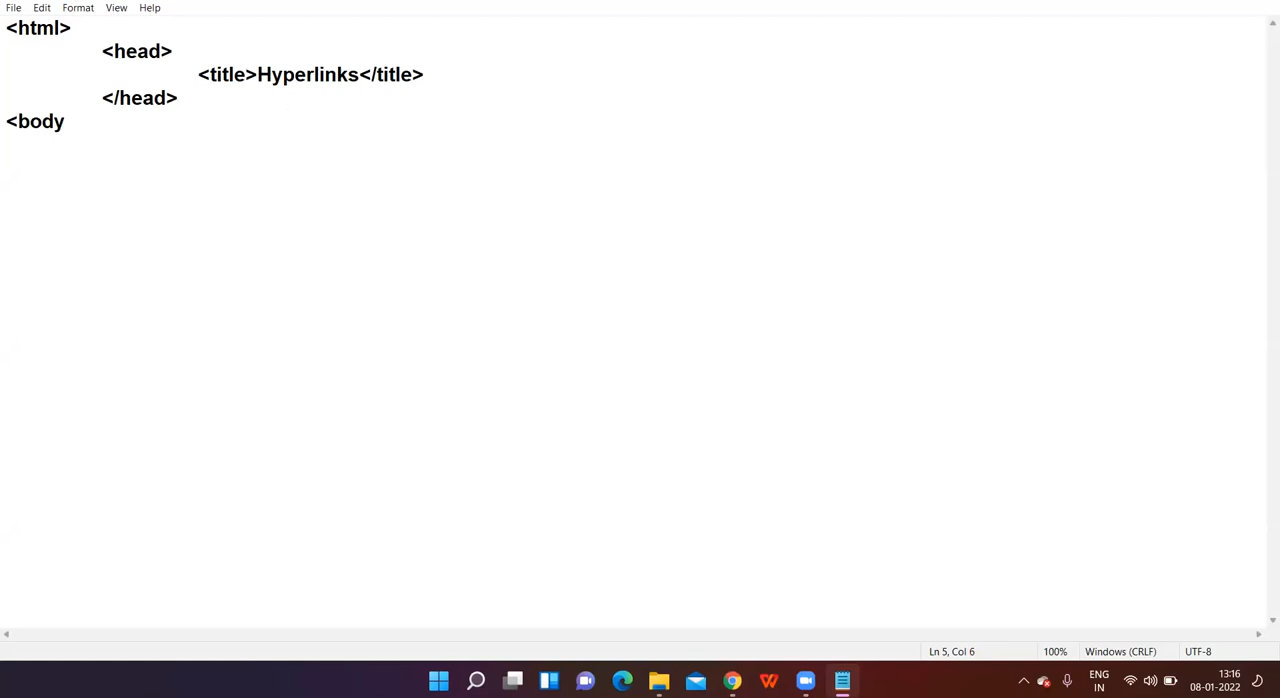 File Edit Format View Help
<html>
<head>
<title>Hyperlinks</title>
</head>
<body
Ln 5, Col 6 100% Windows (CRLF) UTF-8
ENG 13:16
IN 08-01-2022